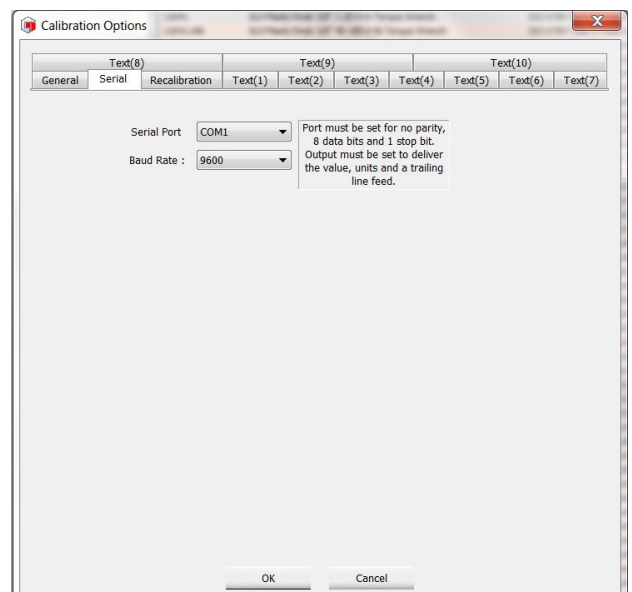 Calibration Options
X
Text(8) Text(9) Text(10)
General Serial Recalibration Text(1) Text(2) Text(3) Text(4) Text(5) Text(6) Text(7)
Serial Port COM1
Port must be set for no parity,
8 data bits and 1 stop bit.
Output must be set to deliver
the value, units and a trailing
line feed.
Baud Rate : 9600
OK Cancel